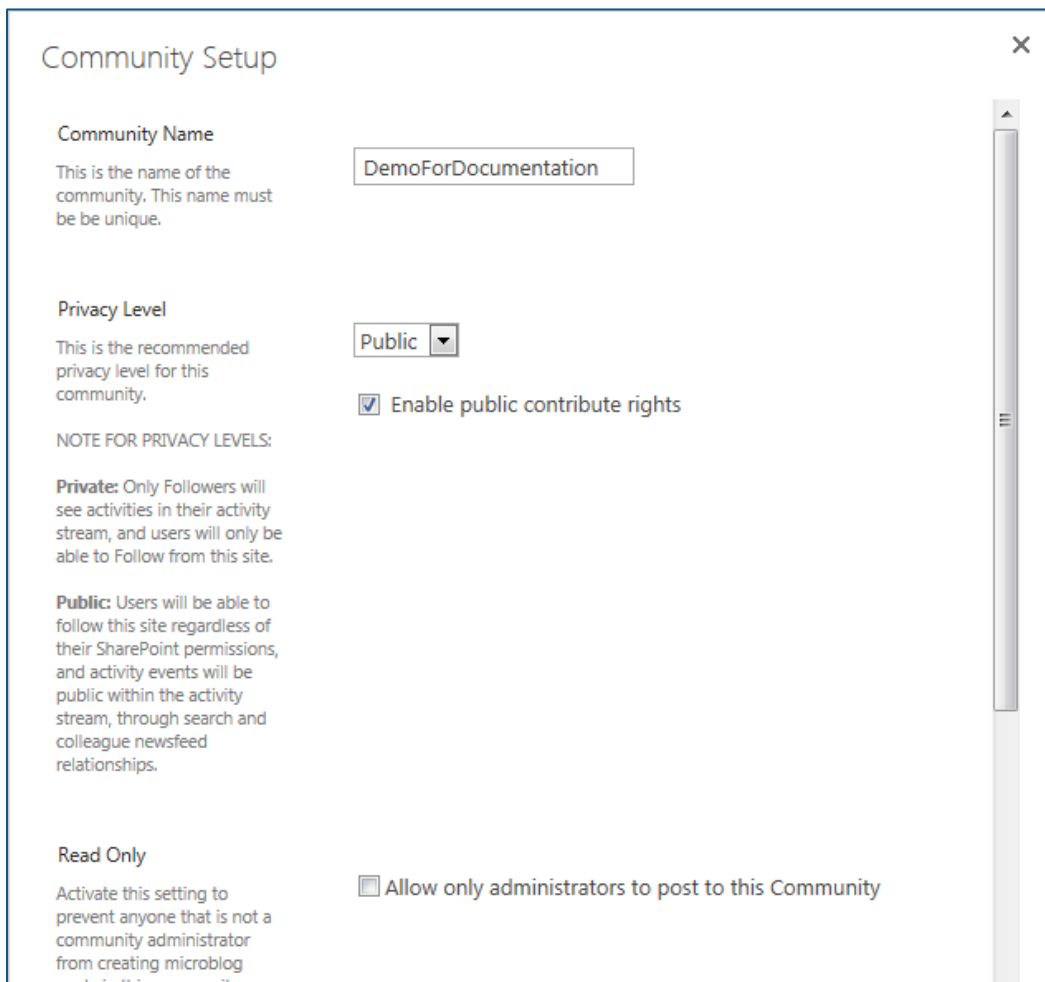 Community Setup
Community Name
This is the name of the
community. This name must
be be unique.
DemoForDocumentation
Privacy Level
This is the recommended
privacy level for this
community.
Public
Enable public contribute rights
NOTE FOR PRIVACY LEVELS:
Private: Only Followers will
see activities in their activity
stream, and users will only be
able to Follow from this site.
Public: Users will be able to
follow this site regardless of
their SharePoint permissions,
and activity events will be
public within the activity
stream, through search and
colleague newsfeed
relationships.
Read Only
Activate this setting to
prevent anyone that is not a
community administrator
from creating microblog
Allow only administrators to post to this Community